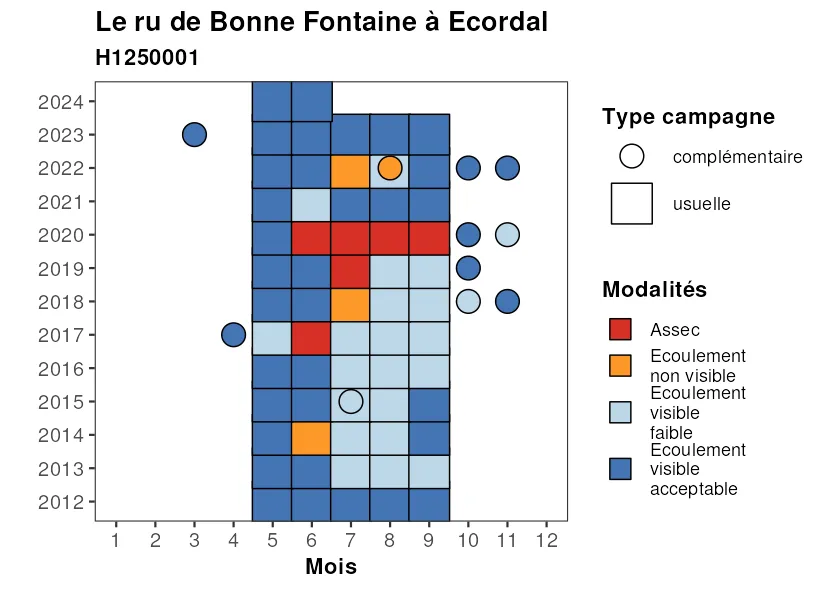 Le ru de Bonne Fontaine à Ecordal
H1250001
2024
2023
2022
2021
2020
2019
2018
2017
2016
2015
2014
2013
2012
1 2 3 4 5 6 7 8 9 10 11 12
Mois
Type campagne
complémentaire
usuelle
Modalités
Assec
Ecoulement
non visible
Ecoulement
visible
faible
Ecoulement
visible
acceptable